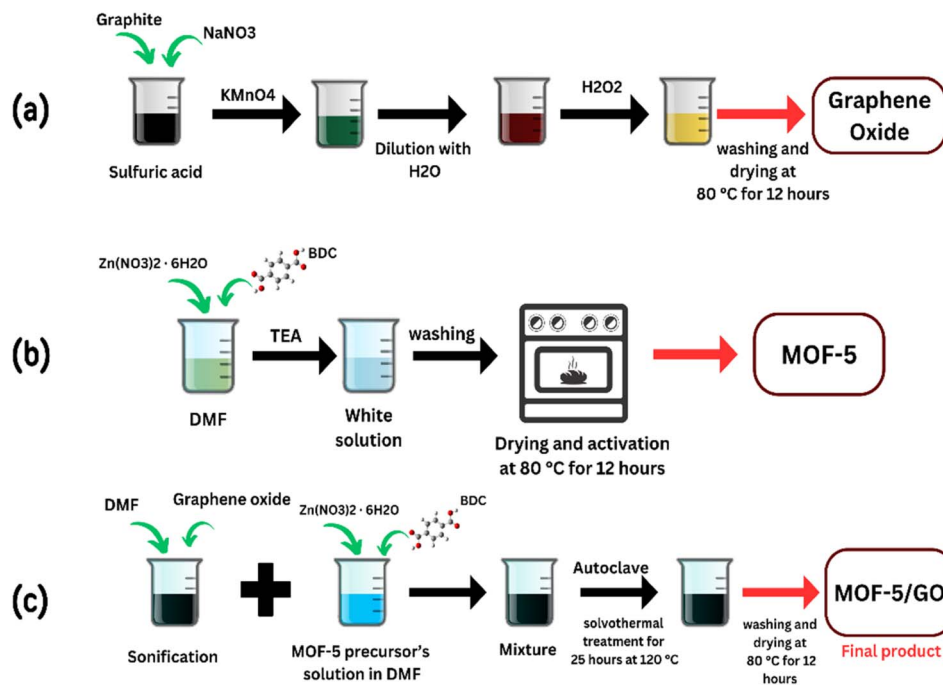 Graphite
NaNO3
(a)
KMnO4
Sulfuric acid
Dilution with
H2O
H2O2
washing and
drying at
80 °C for 12 hours
Graphene
Oxide
Zn(NO3)2 · 6H2O
BDC
(b)
TEA
washing
DMF
White
solution
Drying and activation
at 80 °C for 12 hours
MOF-5
DMF
Graphene oxide
Zn(NO3)2 · 6H2O
BDC
(c)
Sonification
MOF-5 precursor's
solution in DMF
Mixture
Autoclave
solvothermal
treatment for
25 hours at 120 °C
washing and
drying at
80 °C for 12
hours
MOF-5/GO
Final product